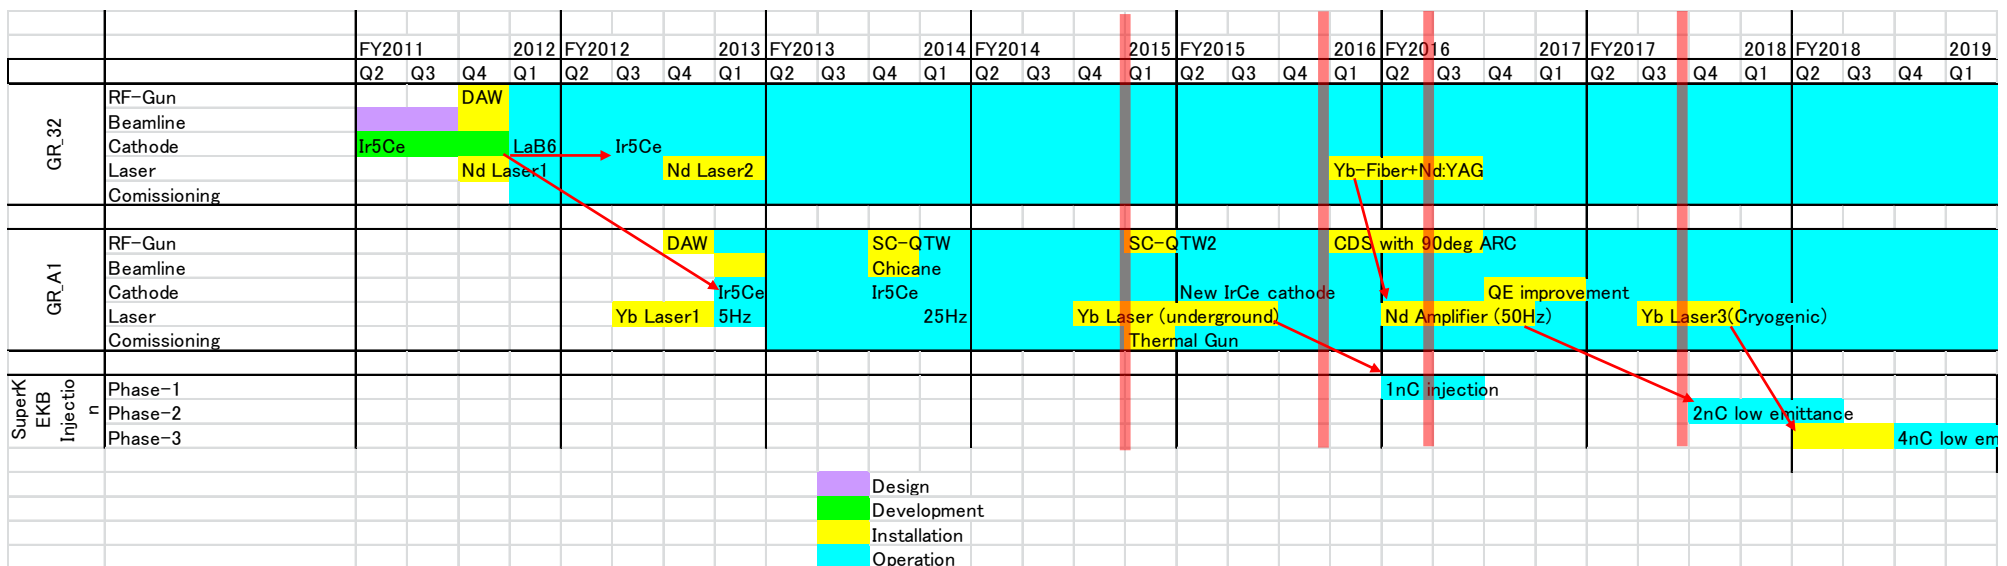 FY2011 2012 FY2012 2013 FY2013 2014 FY2014 2015 FY2015 2016 FY2016 2017 FY2017 2018 FY2018 2019
Q2 Q3 Q4 Q1 Q2 Q3 Q4 Q1 Q2 Q3 Q4 Q1 Q2 Q3 Q4 Q1 Q2 Q3 Q4 Q1 Q2 Q3 Q4 Q1 Q2 Q3 Q4 Q1 Q2 Q3 Q4 Q1
GR_32
RF-Gun DAW
Beamline
Cathode Ir5Ce LaB6 Ir5Ce
Laser Nd Laser1 Nd Laser2 Yb-Fiber+Nd:YAG
Comissioning
GR_A1
RF-Gun DAW SC-QTW SC-QTW2 CDS with 90deg ARC
Beamline Chicane
Cathode Ir5Ce Ir5Ce New IrCe cathode QE improvement
Laser Yb Laser1 5Hz 25Hz Yb Laser (underground) Nd Amplifier (50Hz) Yb Laser3(Cryogenic)
Comissioning Thermal Gun
SuperK
EKB
Injectio
n
Phase-1 1nC injection
Phase-2 2nC low emittance
Phase-3 4nC low em
Design
Development
Installation
Operation